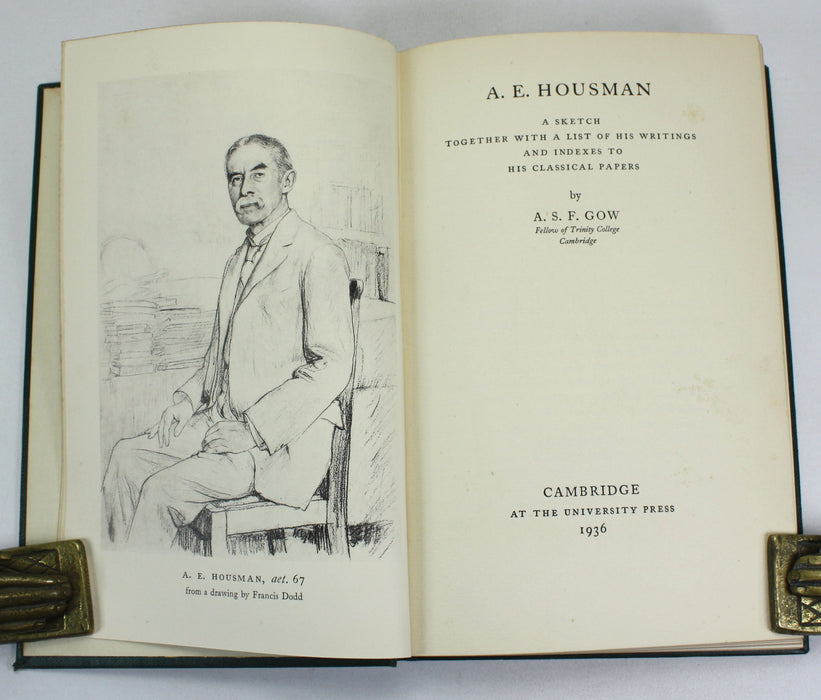 A. E. HOUSMAN, aet. 67
from a drawing by Francis Dodd
A. E. HOUSMAN
A SKETCH
TOGETHER WITH A LIST OF HIS WRITINGS
AND INDEXES TO
HIS CLASSICAL PAPERS
by
A. S. F. GOW
Fellow of Trinity College
Cambridge
CAMBRIDGE
AT THE UNIVERSITY PRESS
1936